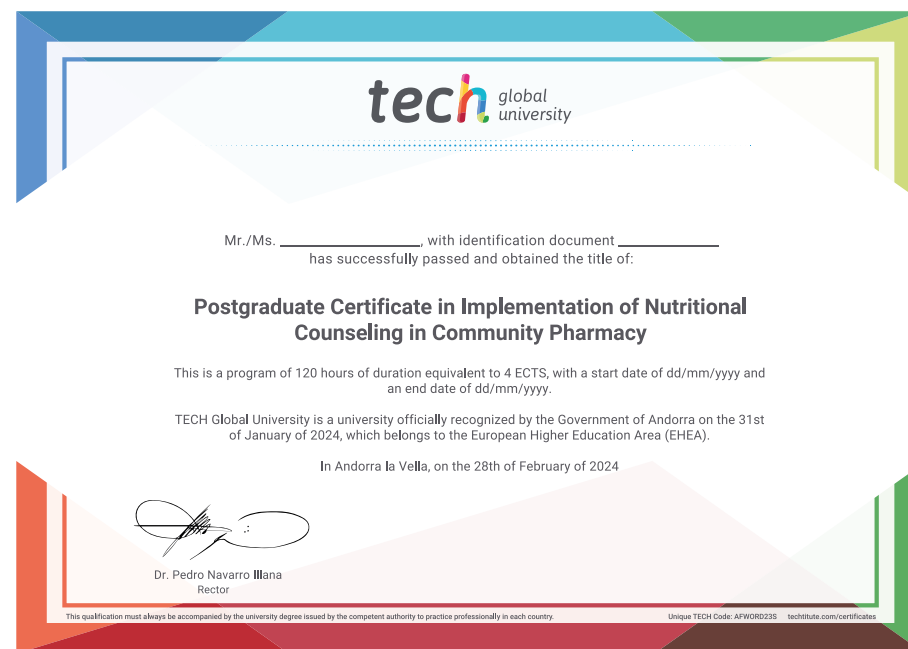 tech global
university
Mr./Ms. ____________, with identification document ____________
has successfully passed and obtained the title of:
Postgraduate Certificate in Implementation of Nutritional
Counseling in Community Pharmacy
This is a program of 120 hours of duration equivalent to 4 ECTS, with a start date of dd/mm/yyyy and
an end date of dd/mm/yyyy.
TECH Global University is a university officially recognized by the Government of Andorra on the 31st
of January of 2024, which belongs to the European Higher Education Area (EHEA).
In Andorra la Vella, on the 28th of February of 2024
Dr. Pedro Navarro Illana
Rector
This qualification must always be accompanied by the university degree issued by the competent authority to practice professionally in each country. Unique TECH Code: AFWORD23S techtitute.com/certificates